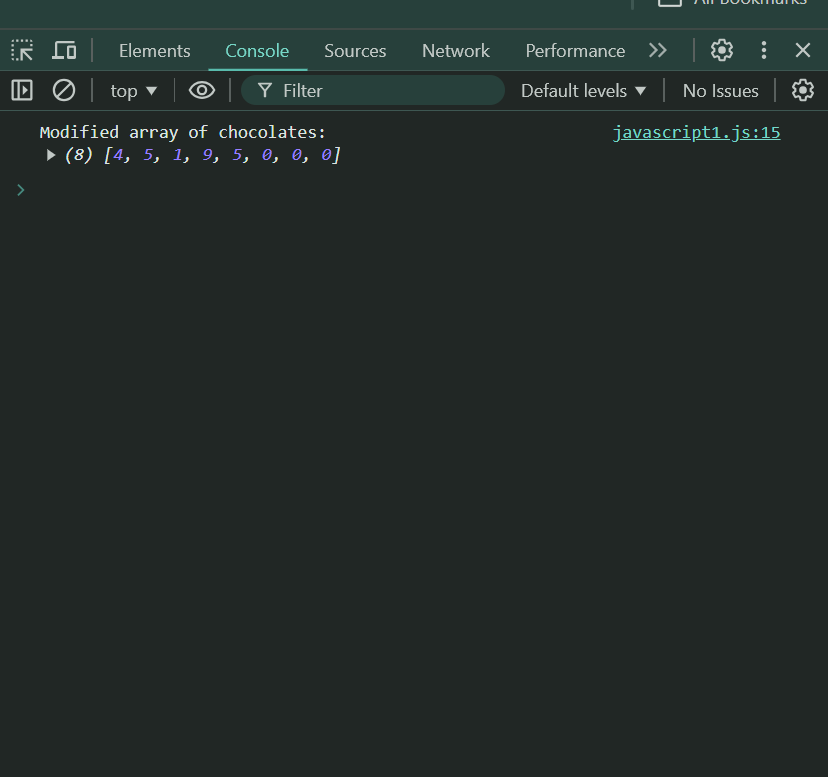 All Bookmarks
Elements Console Sources Network Performance
top Filter Default levels No Issues
Modified array of chocolates: javascript1.js:15
(8) [4, 5, 1, 9, 5, 0, 0, 0]